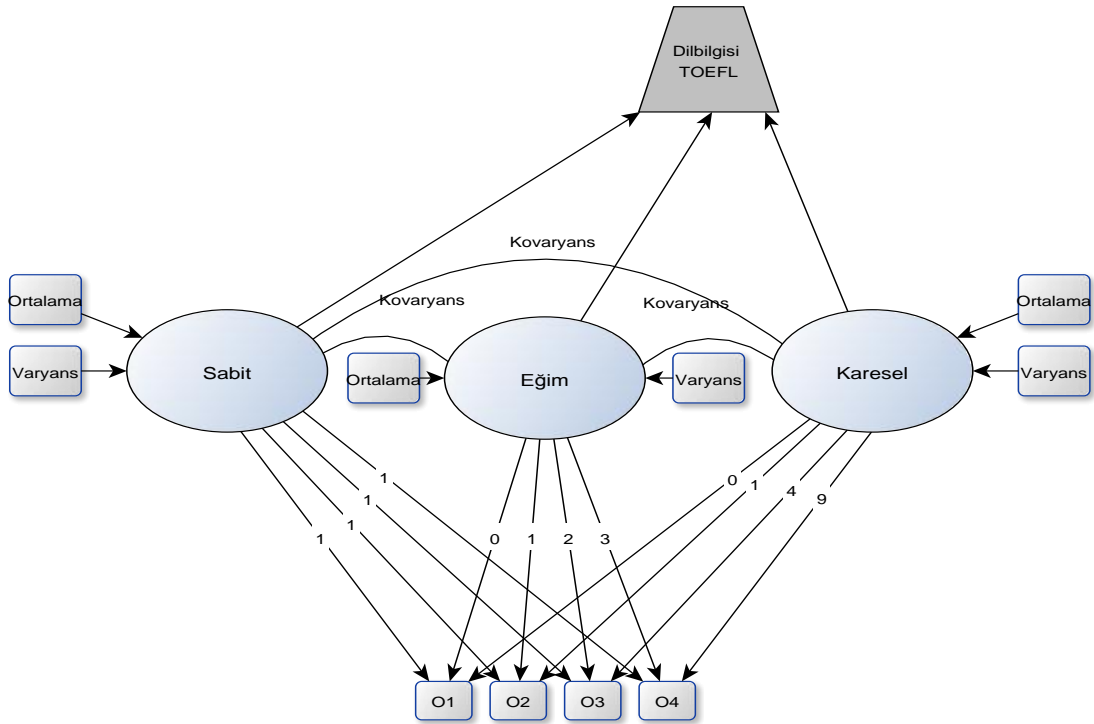 Dilbilgisi
TOEFL
Kovaryans
Kovaryans
Kovaryans
Ortalama
Ortalama
Varyans
Sabit
Ortalama
Eğim
Varyans
Karesel
Varyans
1
0
1
1
4
9
1
1
0
1
2
3
O1
O2
O3
O4